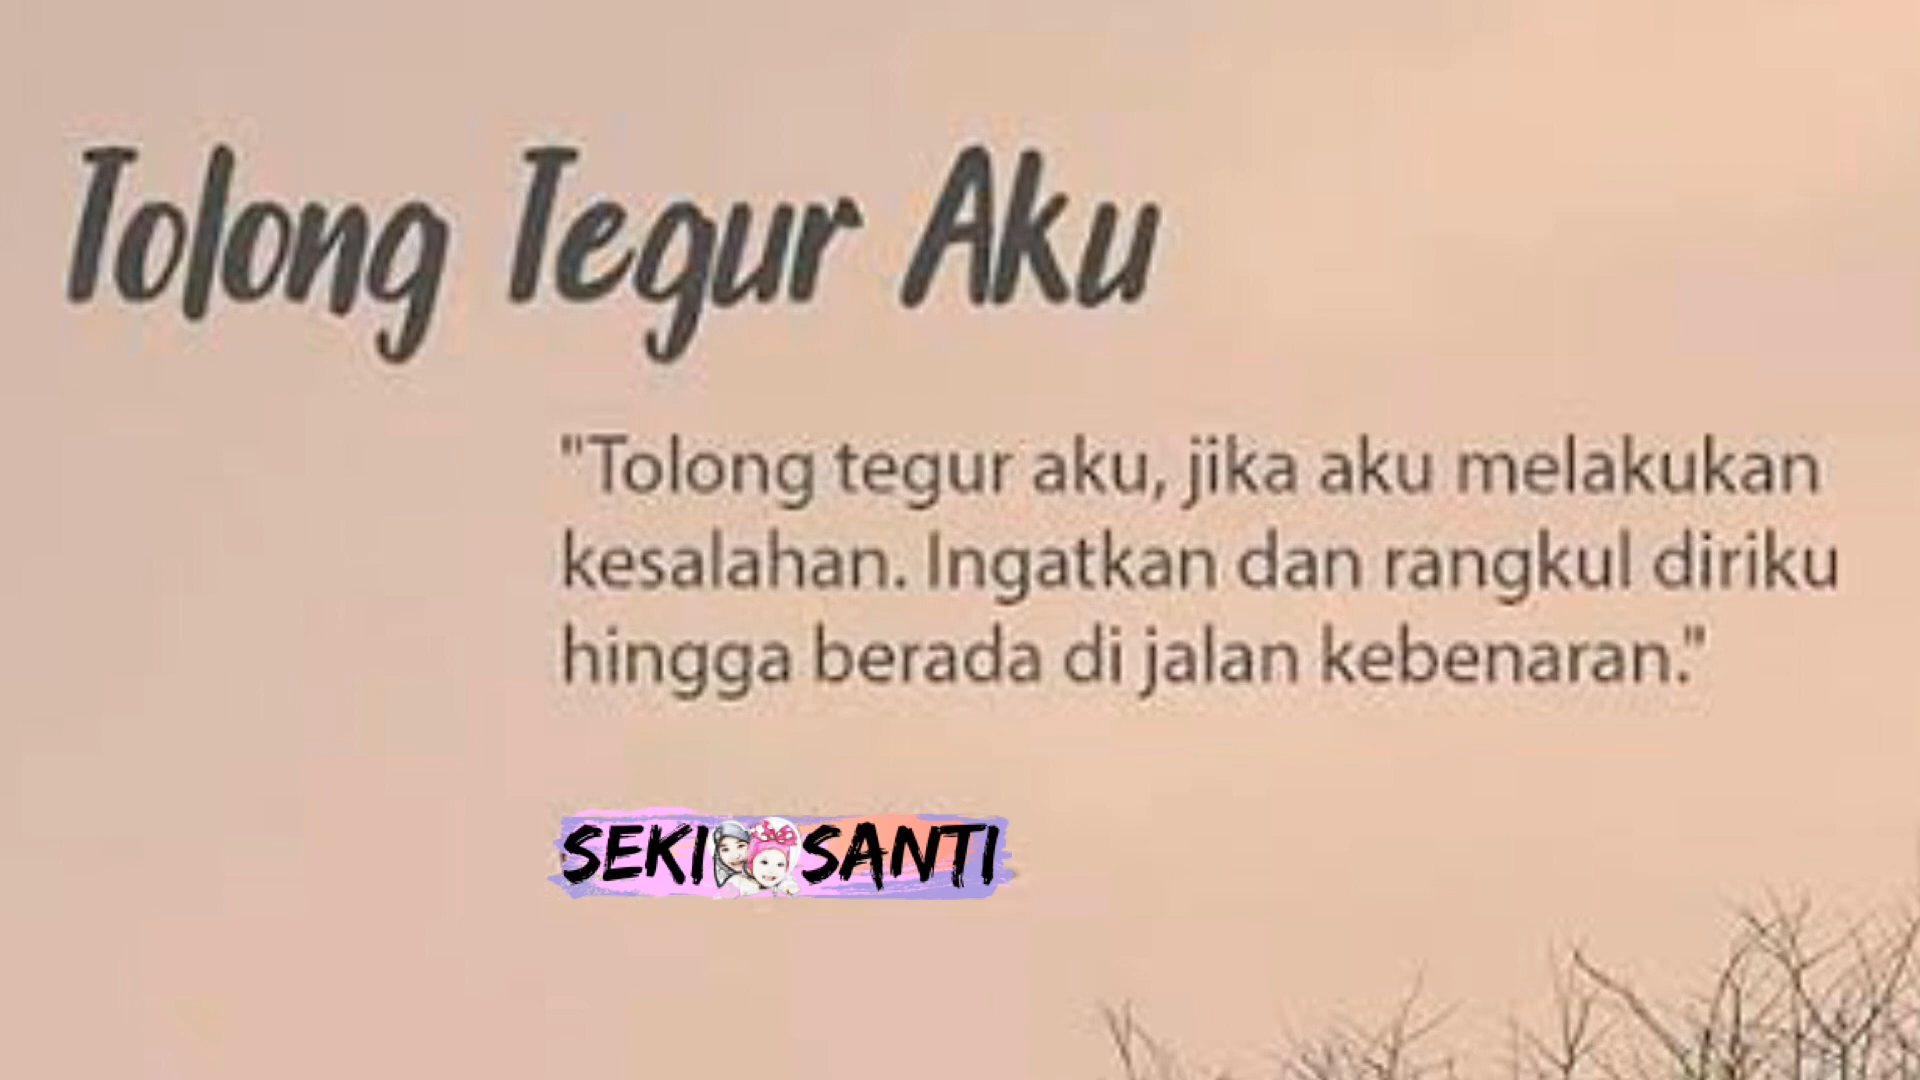 Tolong Tegur Aku
"Tolong tegur aku, jika aku melakukan
kesalahan. Ingatkan dan rangkul diriku
hingga berada di jalan kebenaran."
SEKI SANTI